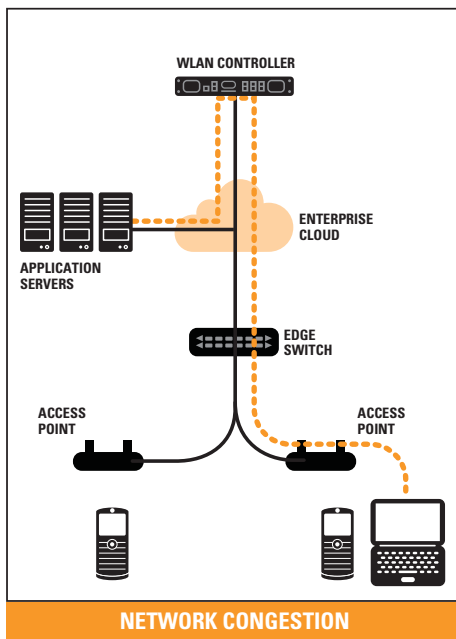 WLAN CONTROLLER
ENTERPRISE
CLOUD
APPLICATION
SERVERS
EDGE
SWITCH
ACCESS
POINT
ACCESS
POINT
NETWORK CONGESTION